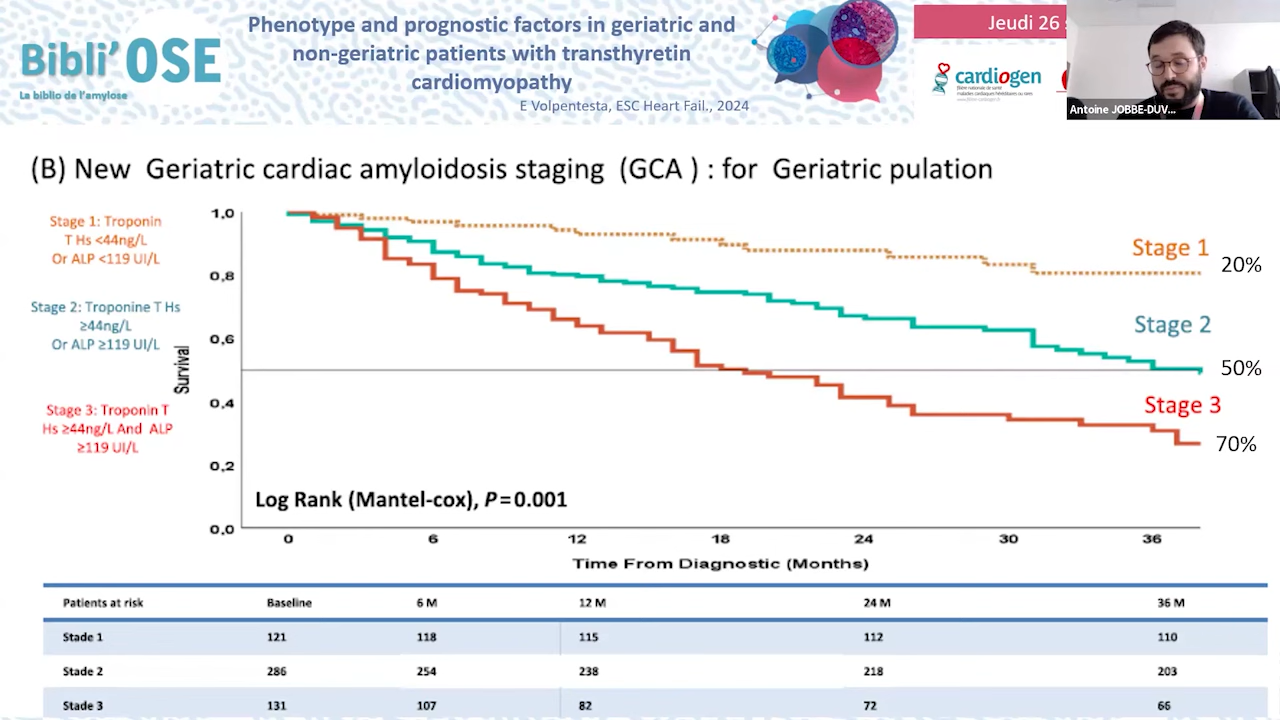 Bibli'OSE
La biblio de l'amylose
Phenotype and prognostic factors in geriatric and
non-geriatric patients with transthyretin
cardiomyopathy
E Volpentesta, ESC Heart Fail., 2024
Jeudi 26
cardiogen
Antoine JOBBE-DUV...
(B) New Geriatric cardiac amyloidosis staging (GCA ) : for Geriatric pulation
Stage 1: Troponin
T Hs <44ng/L
Or ALP <119 UI/L
Stage 2: Troponine T Hs
≥44ng/L
Or ALP ≥119 UI/L
Stage 3: Troponin T
Hs ≥44ng/L And ALP
≥119 UI/L
Survival
1,0
0,8
0,6
0,4
0,2
0,0
Stage 1
20%
Stage 2
50%
Stage 3
70%
Log Rank (Mantel-cox), P=0.001
0 6 12 18 24 30 36
Time From Diagnostic (Months)
Patients at risk Baseline 6 M 12 M 24 M 36 M
Stade 1 121 118 115 112 110
Stade 2 286 254 238 218 203
Stade 3 131 107 82 72 66